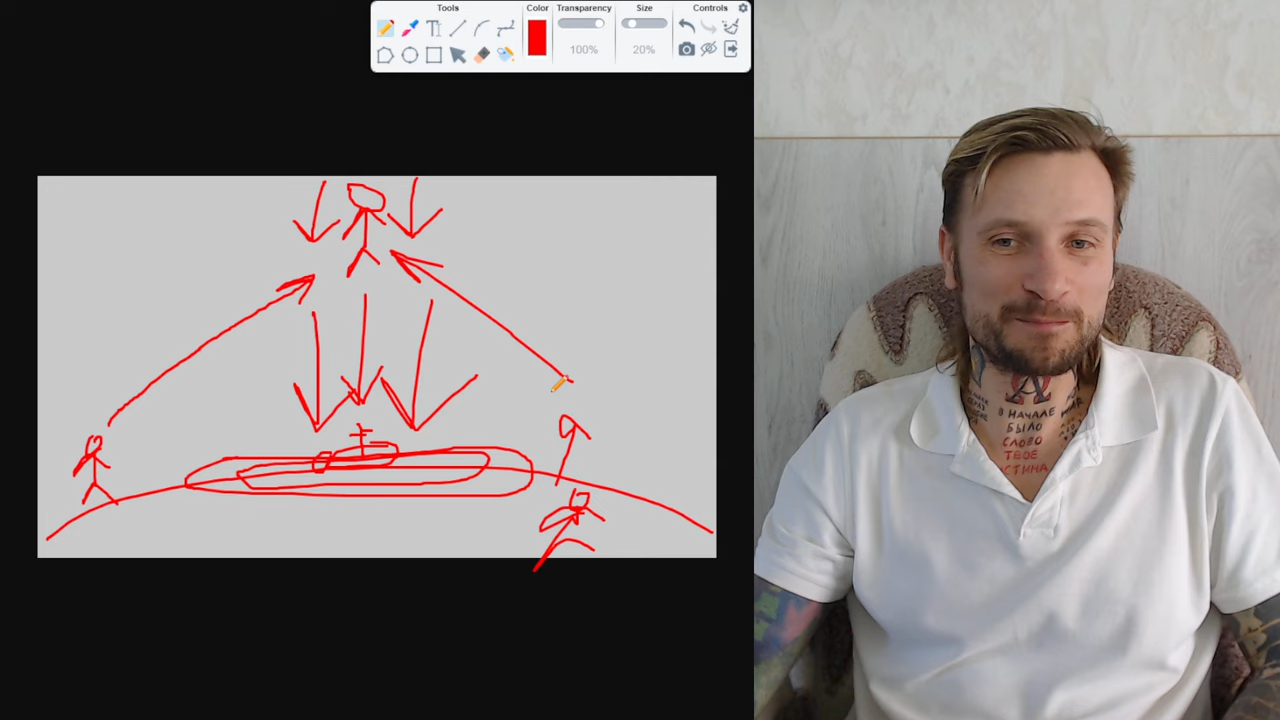 Tools
Color
Transparency
Size
Controls
100%
20%
A
В НАЧАЛЕ
БЫЛО
СЛОВО
ТВОЕ
ИСТИНА